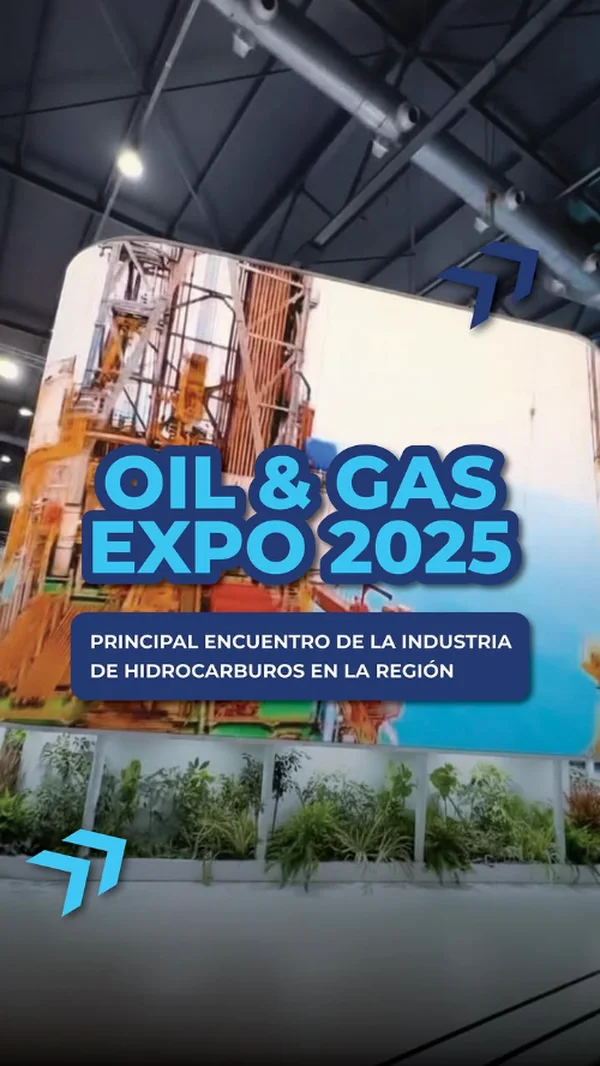 OIL & GAS
EXPO 2025
PRINCIPAL ENCUENTRO DE LA INDUSTRIA
DE HIDROCARBUROS EN LA REGIÓN